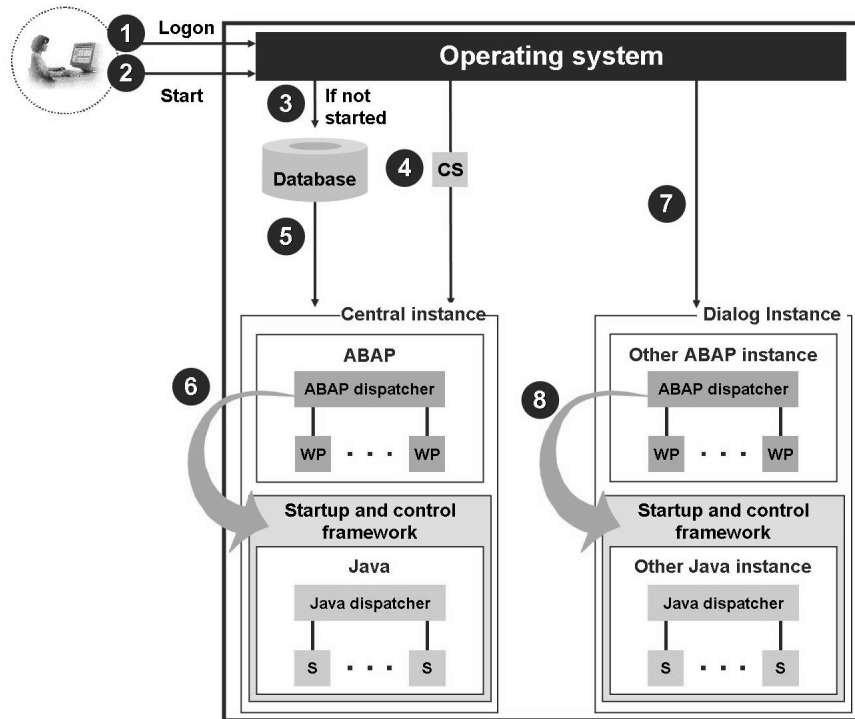 1
Logon
Operating system
2
Start
3
If not
started
Database
4
CS
5
7
Central instance
Dialog Instance
ABAP
Other ABAP instance
6
ABAP dispatcher
8
ABAP dispatcher
WP . . . WP
WP . . . WP
Startup and control
framework
Startup and control
framework
Java
Other Java instance
Java dispatcher
Java dispatcher
S . . . S
S . . . S